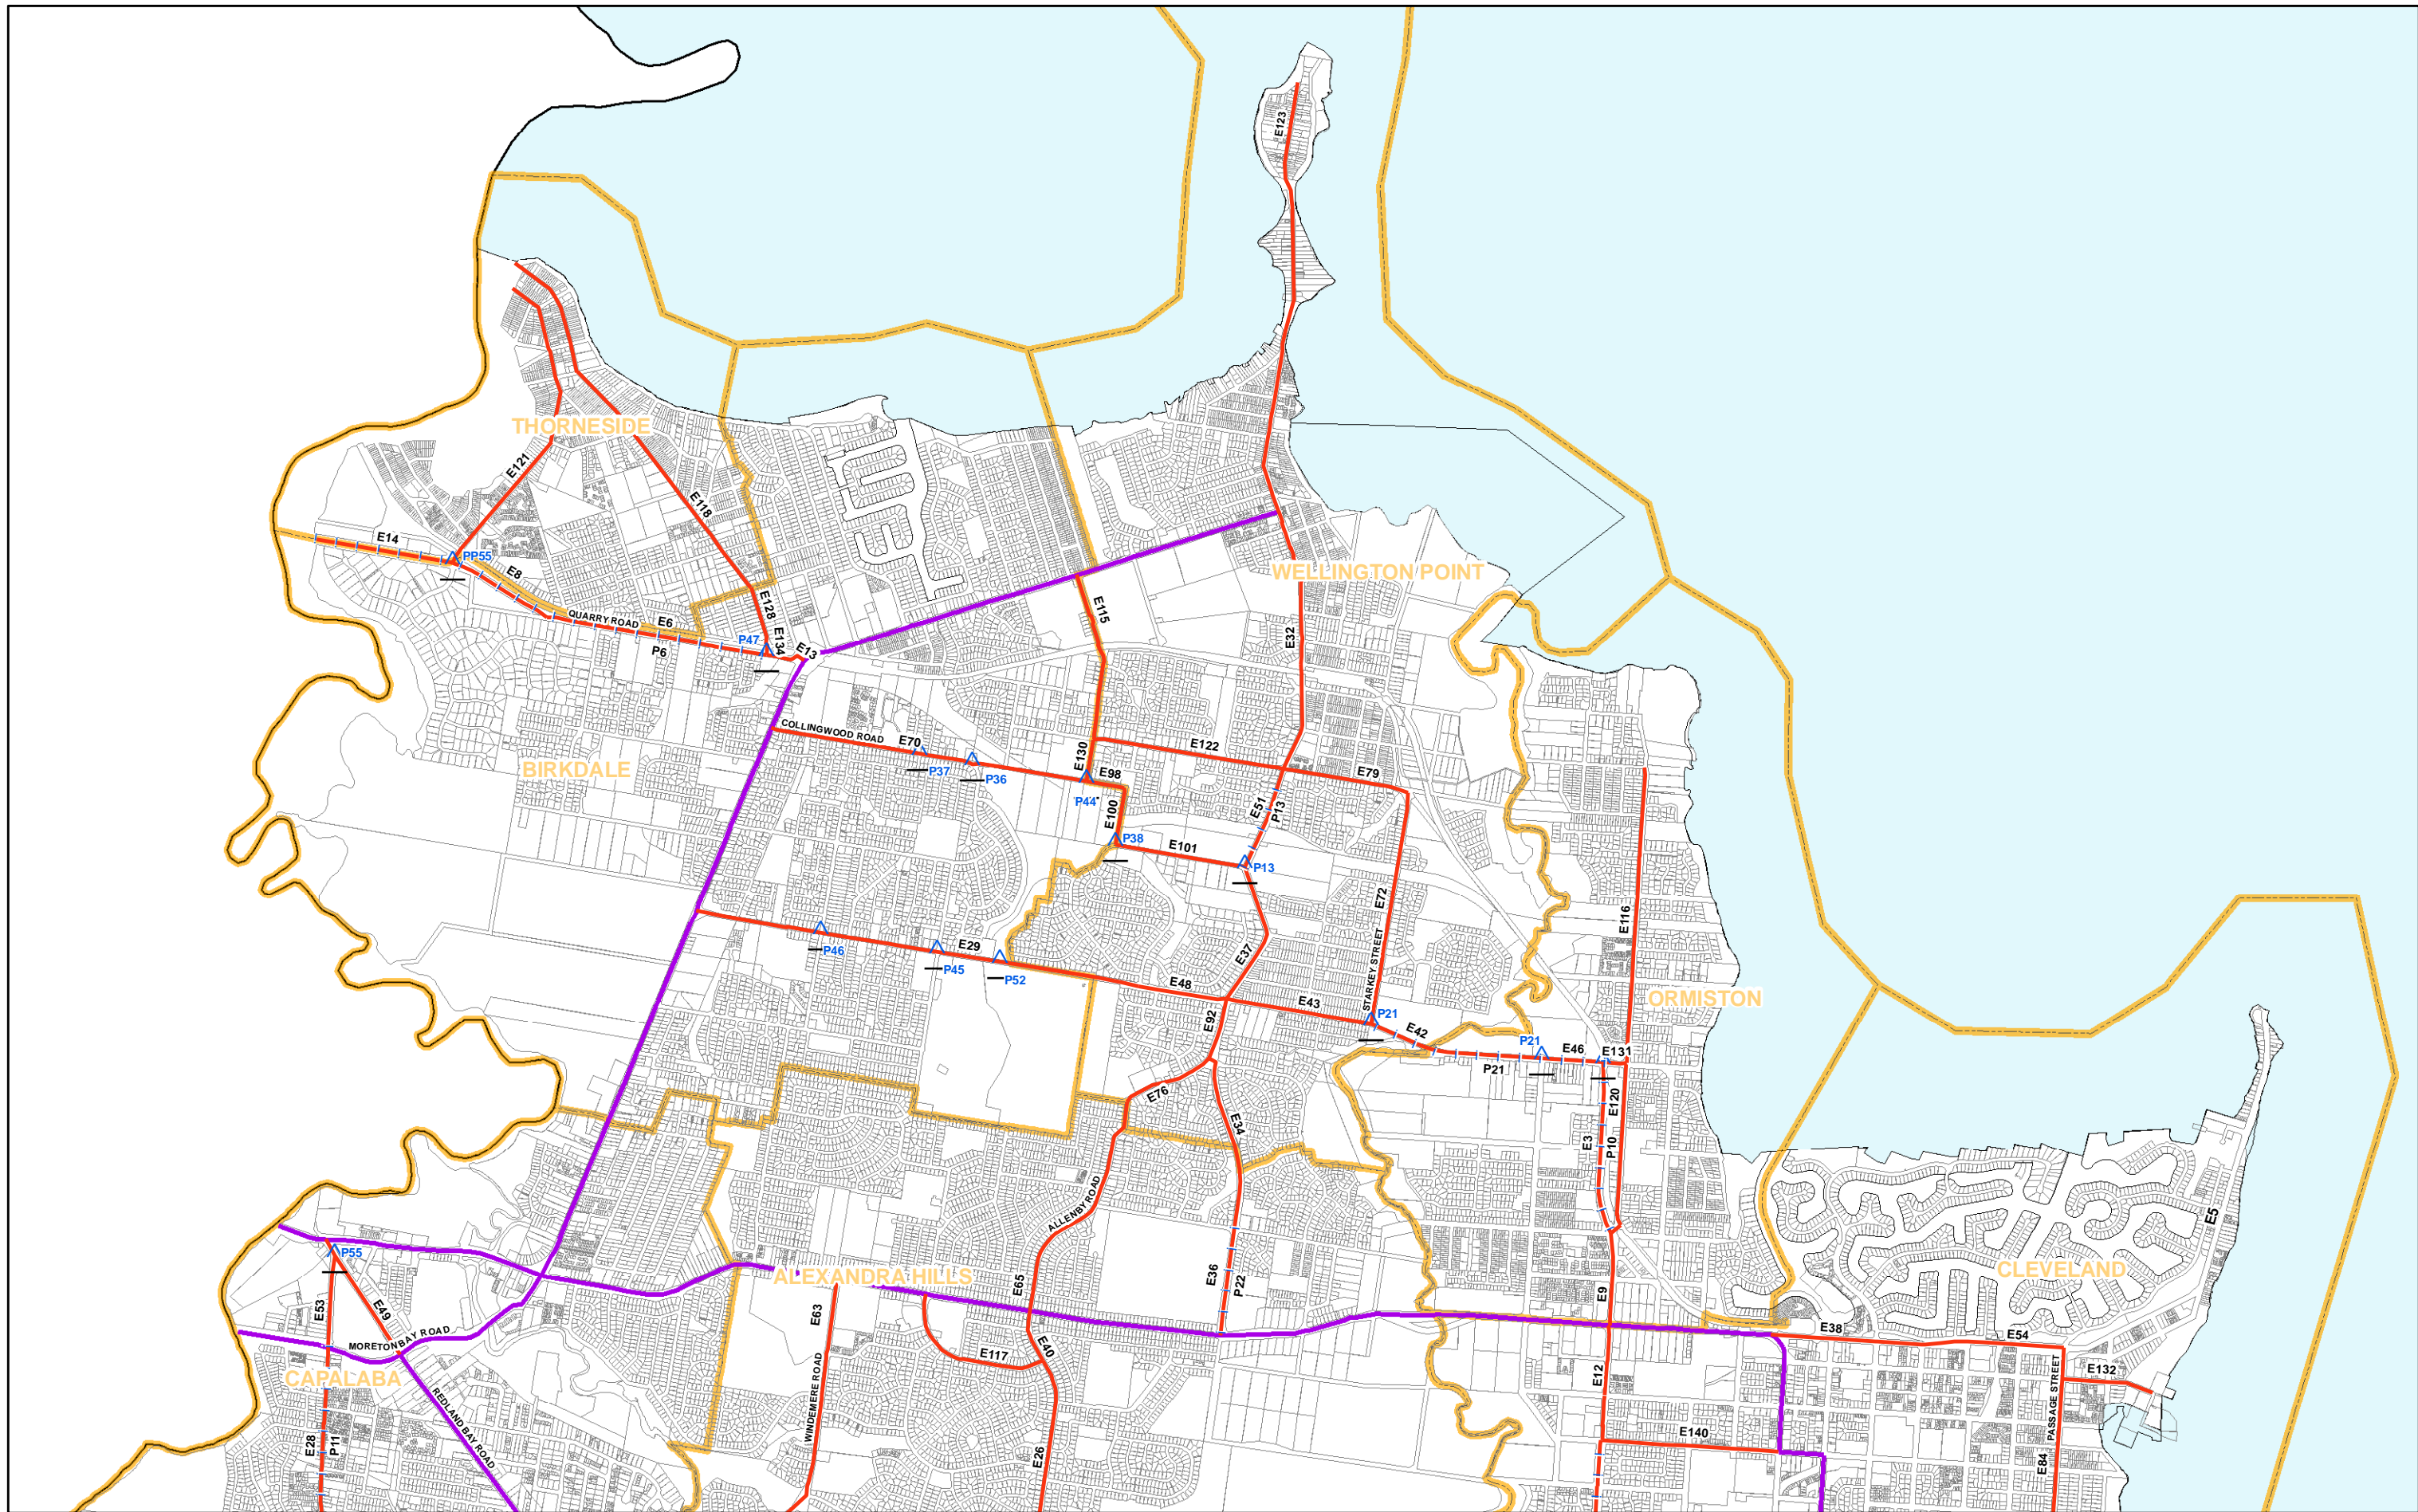 E123
THORNESIDE
E121
E118
E14
PP55
E8
QUARRY ROAD
E6
P6
P47
E128
E134
E13
WELLINGTON POINT
E115
E32
COLLINGWOOD ROAD
E70
P37
P36
BIRKDALE
E130
E98
P44
E122
E79
E51
P13
E100
P38
E101
P13
E72
STARKEY STREET
E116
E37
P46
E29
P45
P52
E48
E43
ORMISTON
P21
E42
P21
E46
E131
P21
E92
E76
E34
E120
E3
P10
ALLENBY ROAD
E5
P55
E53
E49
MORETON BAY ROAD
CAPALABA
REDLAND BAY ROAD
E28
P11
ALEXANDRA HILLS
E63
WINDEMERE ROAD
E65
E117
E40
E26
E36
P22
CLEVELAND
E9
E38
E54
E12
E132
PASSAGE STREET
E140
E84